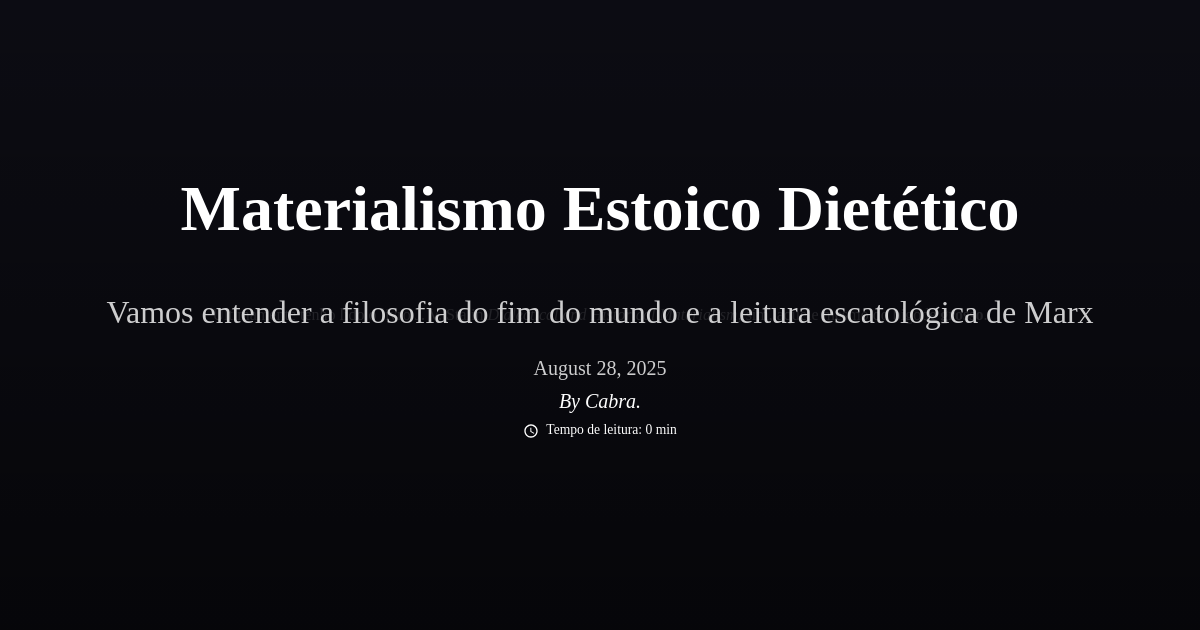 Materialismo Estoico Dietético
Vamos entender a filosofia do fim do mundo e a leitura escatológica de Marx
August 28, 2025
By Cabra.
Tempo de leitura: 0 min